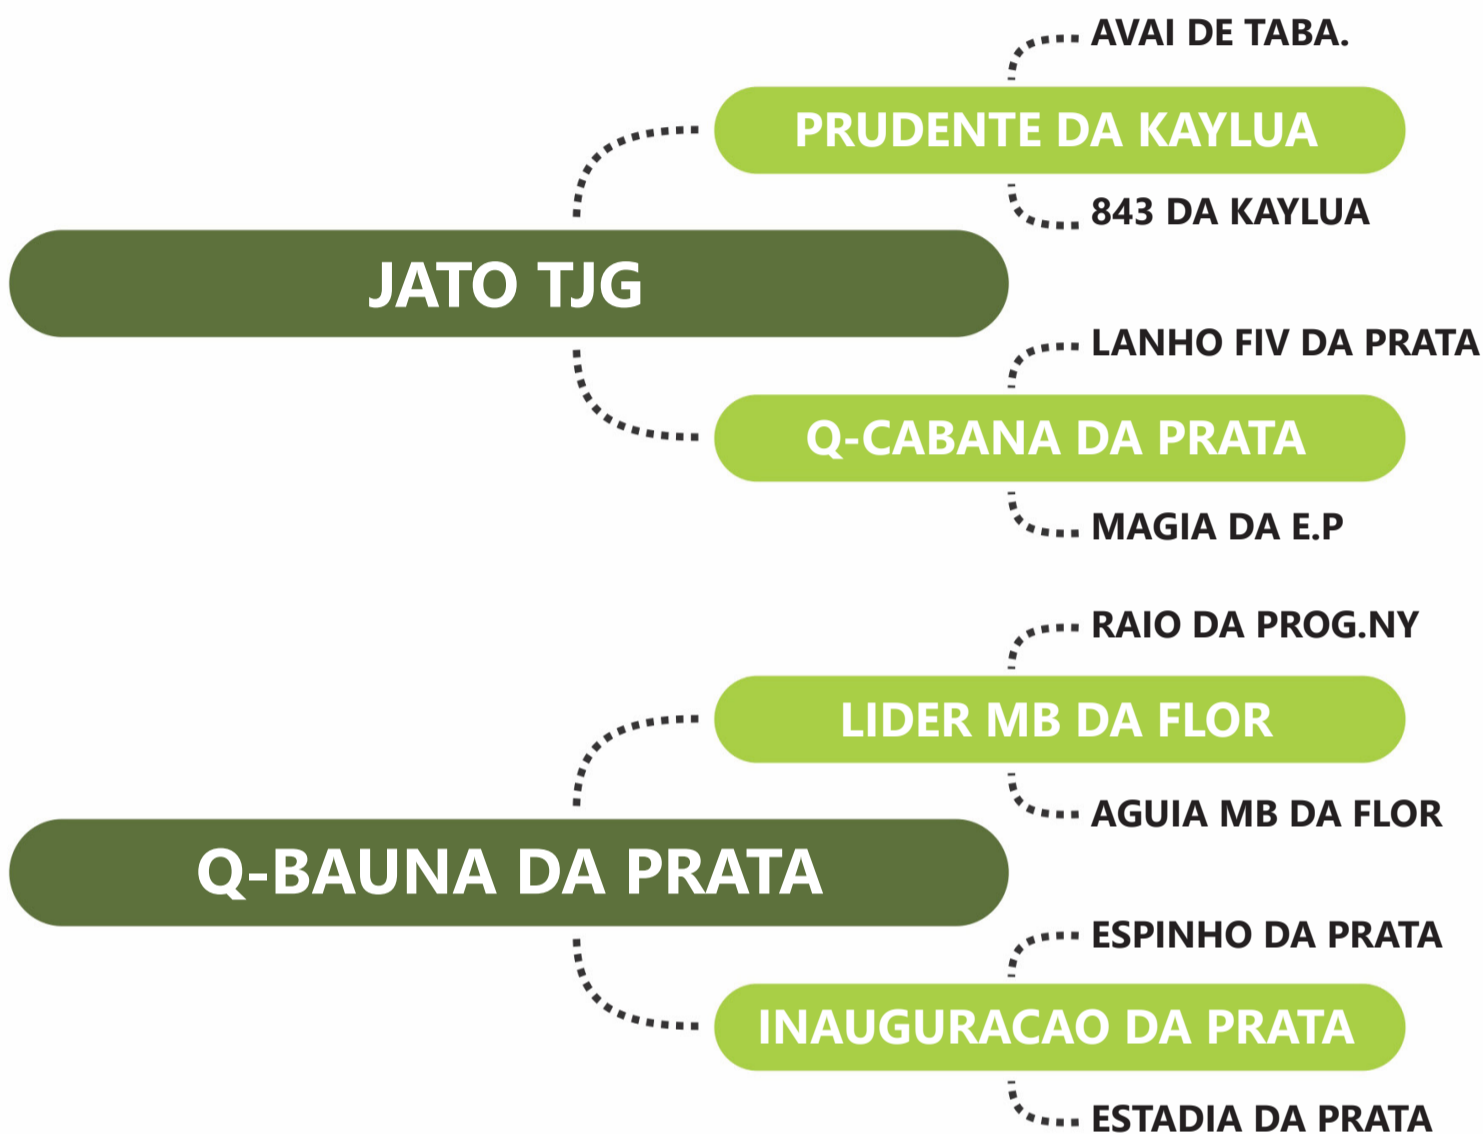 AVAI DE TABA.
PRUDENTE DA KAYLUA
843 DA KAYLUA
JATO TJG
LANHO FIV DA PRATA
Q-CABANA DA PRATA
MAGIA DA E.P
RAIO DA PROG.NY
LIDER MB DA FLOR
AGUIA MB DA FLOR
Q-BAUNA DA PRATA
ESPINHO DA PRATA
INAUGURACAO DA PRATA
ESTADIA DA PRATA